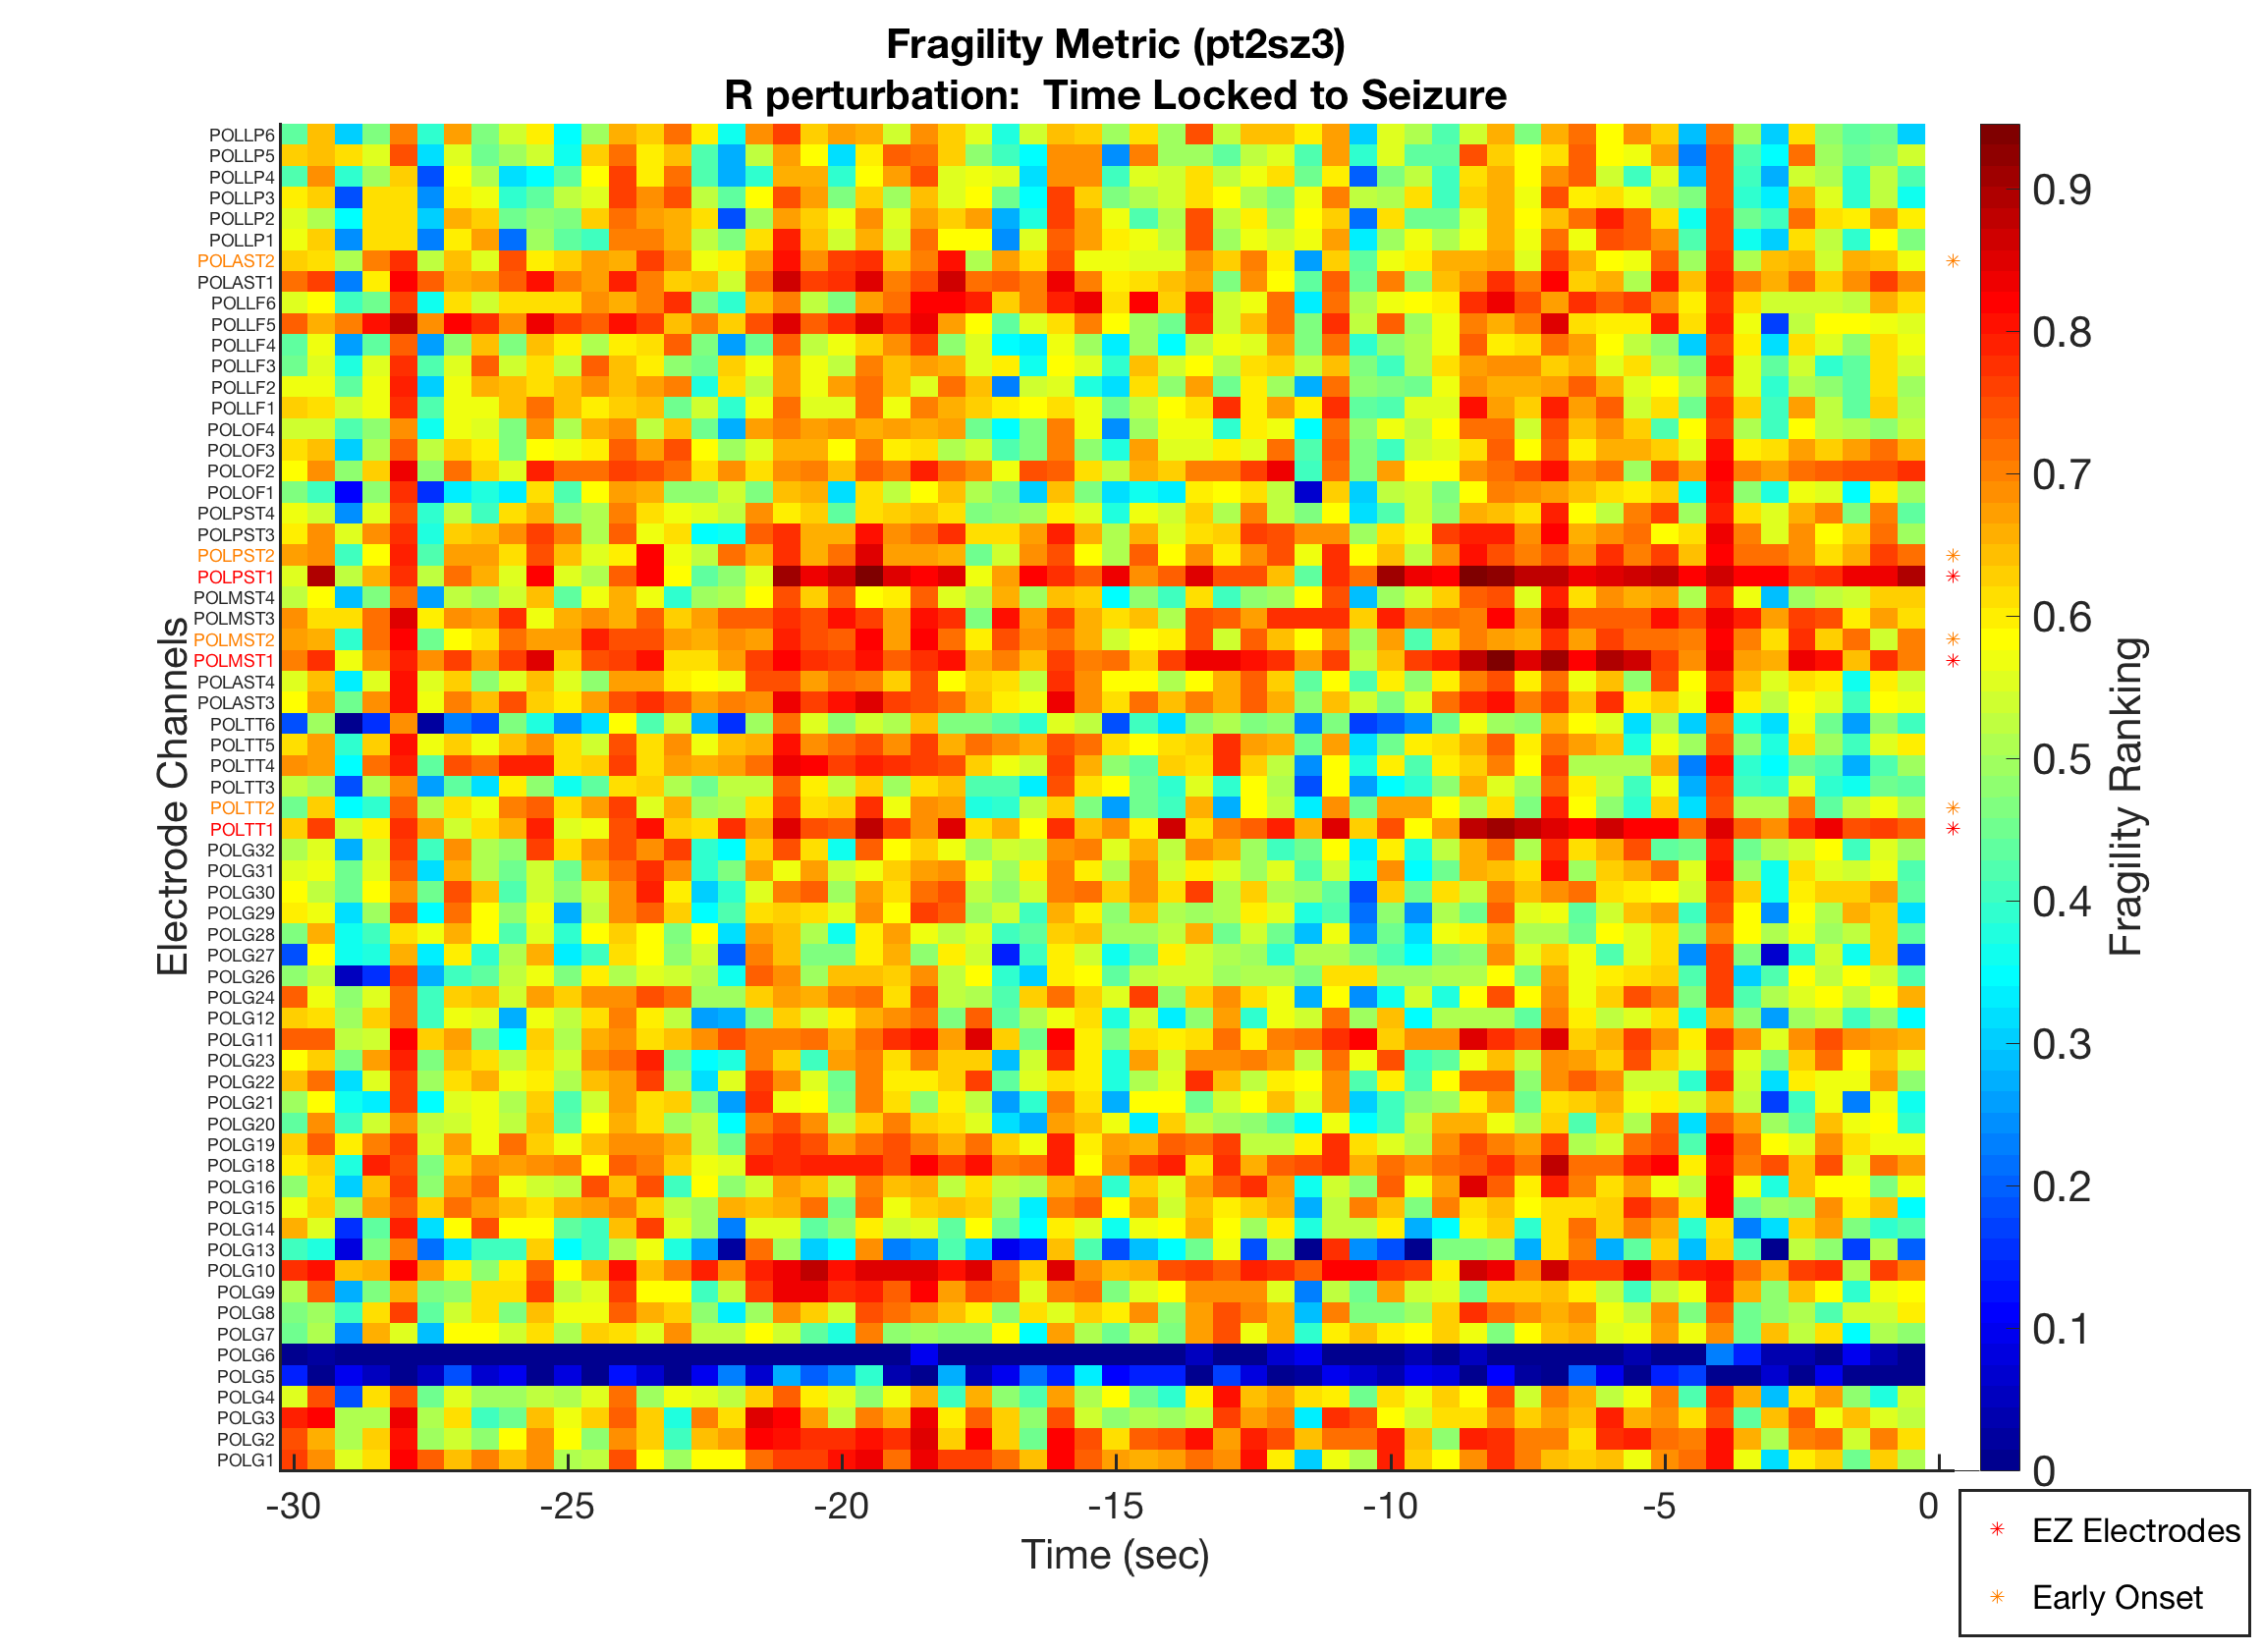 Fragility Metric (pt2sz3)
R perturbation: Time Locked to Seizure
Electrode Channels
POLLP6
POLLP5
POLLP4
POLLP3
POLLP2
POLLP1
POLAST2
POLAST1
POLLF6
POLLF5
POLLF4
POLLF3
POLLF2
POLLF1
POLOF4
POLOF3
POLOF2
POLOF1
POLPST4
POLPST3
POLPST2
POLPST1
POLMST4
POLMST3
POLMST2
POLMST1
POLAST4
POLAST3
POLTT6
POLTT5
POLTT4
POLTT3
POLTT2
POLTT1
POLG32
POLG31
POLG30
POLG29
POLG28
POLG27
POLG26
POLG24
POLG12
POLG11
POLG23
POLG22
POLG21
POLG20
POLG19
POLG18
POLG16
POLG15
POLG14
POLG13
POLG10
POLG9
POLG8
POLG7
POLG6
POLG5
POLG4
POLG3
POLG2
POLG1
-30 -25 -20 -15 -10 -5 0
Time (sec)
0.9
0.8
0.7
0.6
0.5
0.4
0.3
0.2
0.1
0
Fragility Ranking
EZ Electrodes
Early Onset